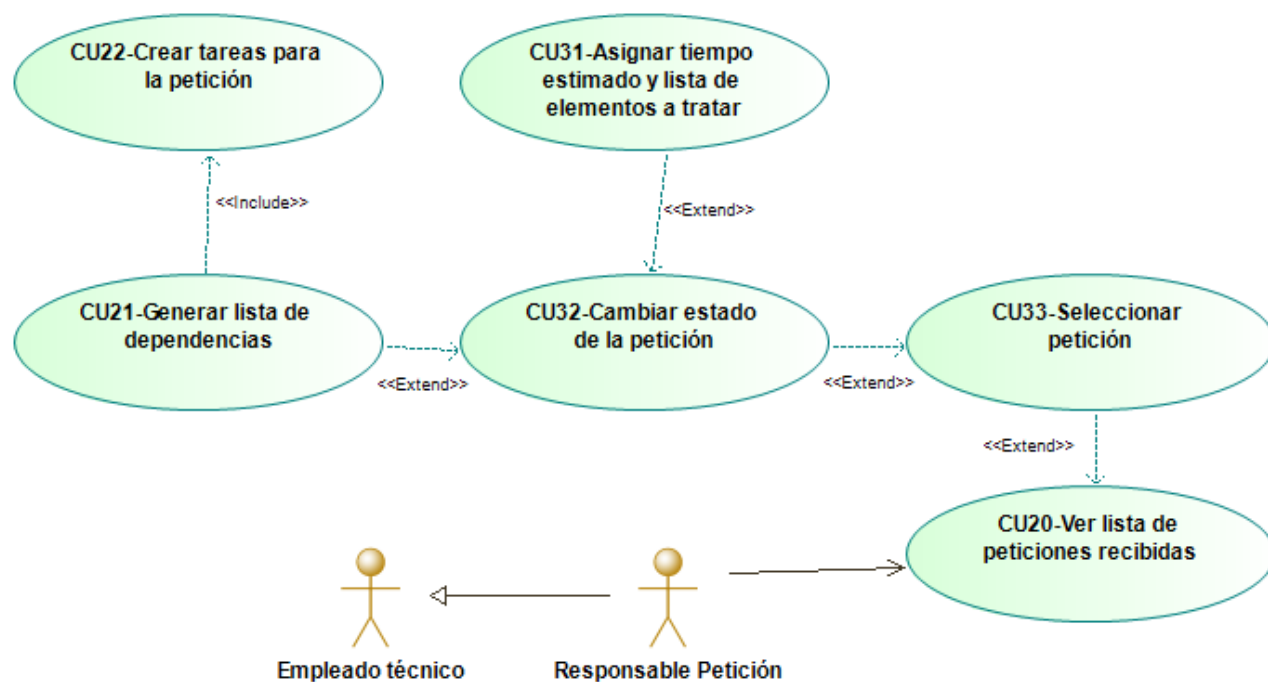 CU22-Crear tareas para
la petición
CU31-Asignar tiempo
estimado y lista de
elementos a tratar
<<Include>>
<<Extend>>
CU21-Generar lista de
dependencias
CU32-Cambiar estado
de la petición
CU33-Seleccionar
petición
<<Extend>>
<<Extend>>
<<Extend>>
CU20-Ver lista de
peticiones recibidas
Empleado técnico
Responsable Petición